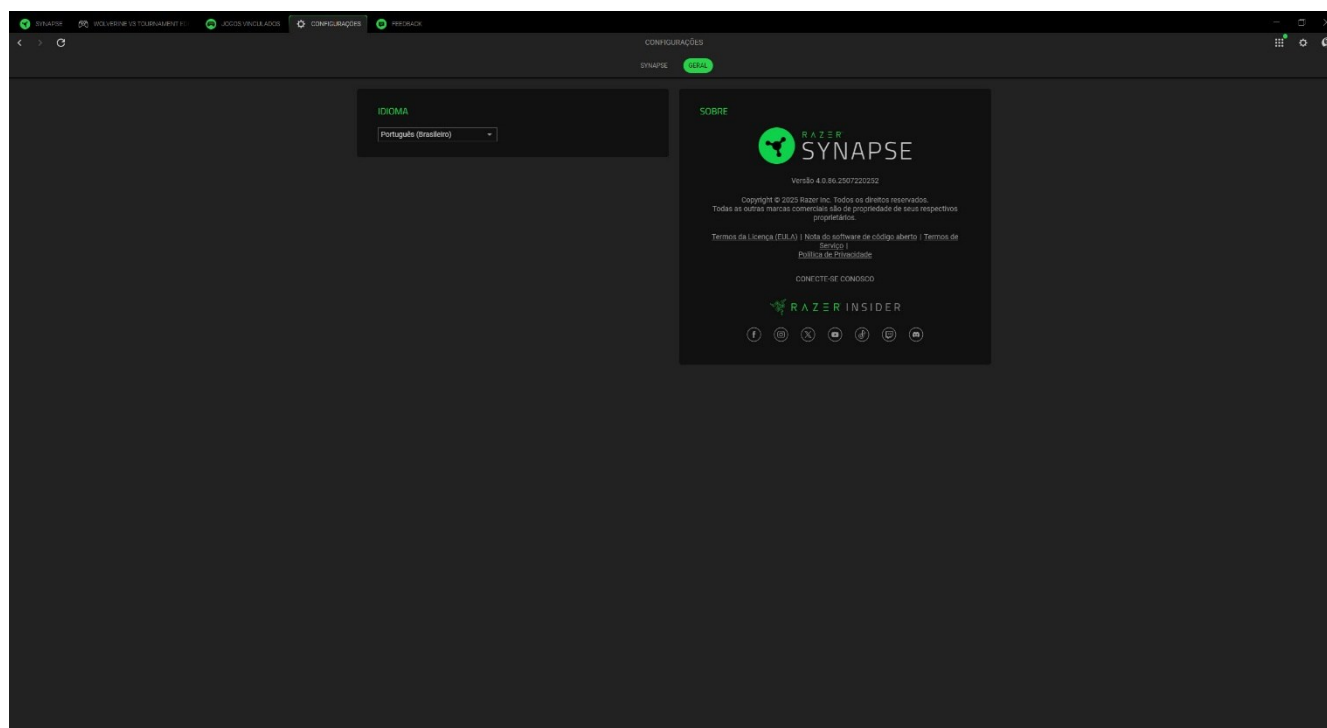 SYNAPSE
WOLVERINE V3 TOURNAMENT
JOGOS VINCULADOS
CONFIGURAÇÕES
FEEDBACK
CONFIGURAÇÕES
SYNAPSE
GERAL
IDIOMA
Português (Brasileiro)
SOBRE
RAZER
SYNAPSE
Versão 4.0.86.2507220252
Copyright © 2025 Razer Inc. Todos os direitos reservados.
Todas as outras marcas comerciais são de propriedade de seus respectivos
proprietários.
Termos da Licença (EULA) | Nota do software de código aberto | Termos de
Serviço |
Política de Privacidade
CONECTE-SE CONOSCO
RAZER INSIDER